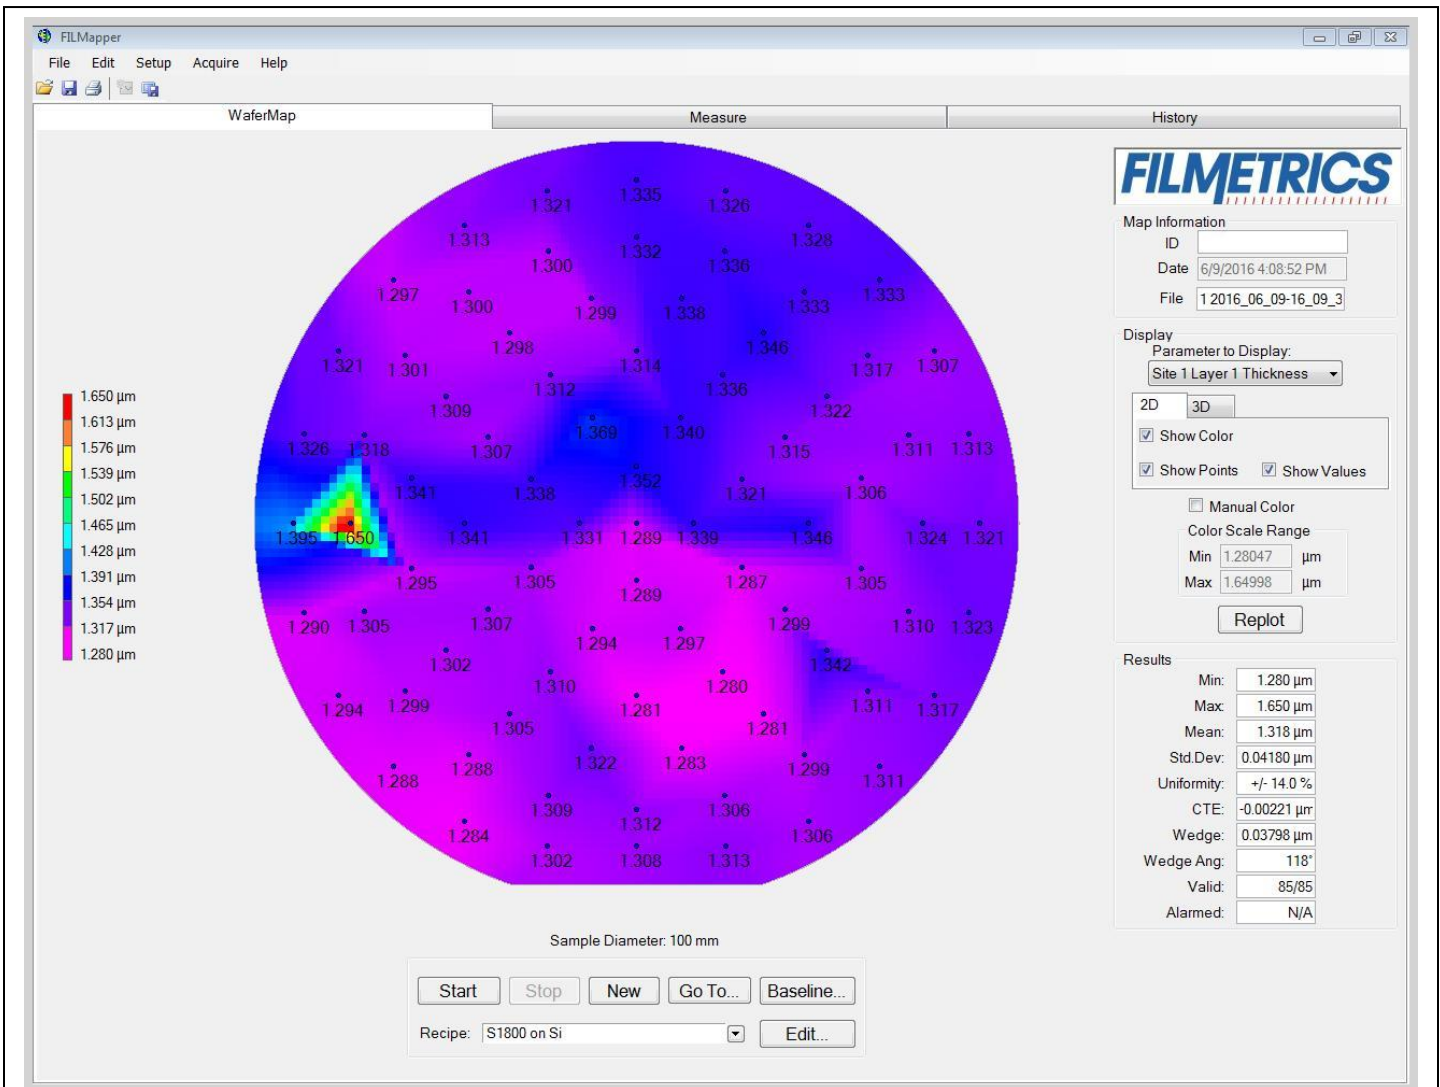 FILMapper
File Edit Setup Acquire Help
WaferMap Measure History
FILMETRICS
Map Information
ID
Date 6/9/2016 4:08:52 PM
File 1 2016_06_09-16_09_3
Display
Parameter to Display:
Site 1 Layer 1 Thickness
2D 3D
Show Color
Show Points Show Values
Manual Color
Color Scale Range
Min 1.28047 µm
Max 1.64998 µm
Replot
Results
Min: 1.280 µm
Max: 1.650 µm
Mean: 1.318 µm
Std.Dev: 0.04180 µm
Uniformity: +/- 14.0 %
CTE: -0.00221 µm
Wedge: 0.03798 µm
Wedge Ang: 118°
Valid: 85/85
Alarmed: N/A
1.650 µm
1.613 µm
1.576 µm
1.539 µm
1.502 µm
1.465 µm
1.428 µm
1.391 µm
1.354 µm
1.317 µm
1.280 µm
1.321 1.335 1.326
1.313 1.328
1.300 1.332 1.336
1.297 1.300 1.299 1.338 1.333 1.333
1.298 1.346
1.321 1.301 1.314 1.317 1.307
1.312 1.336
1.309 1.322
1.369 1.340
1.326 1.318 1.307 1.315 1.311 1.313
1.341 1.338 1.352 1.321 1.306
1.395 1.650 1.341 1.331 1.289 1.339 1.346 1.324 1.321
1.295 1.305 1.289 1.287 1.305
1.290 1.305 1.307 1.299 1.310 1.323
1.294 1.297
1.302 1.342
1.310 1.280
1.294 1.299 1.281 1.311 1.317
1.305 1.281
1.288 1.288 1.322 1.283 1.299 1.311
1.309 1.312 1.306
1.284 1.306
1.302 1.308 1.313
Sample Diameter: 100 mm
Start Stop New Go To... Baseline...
Recipe: S1800 on Si Edit...